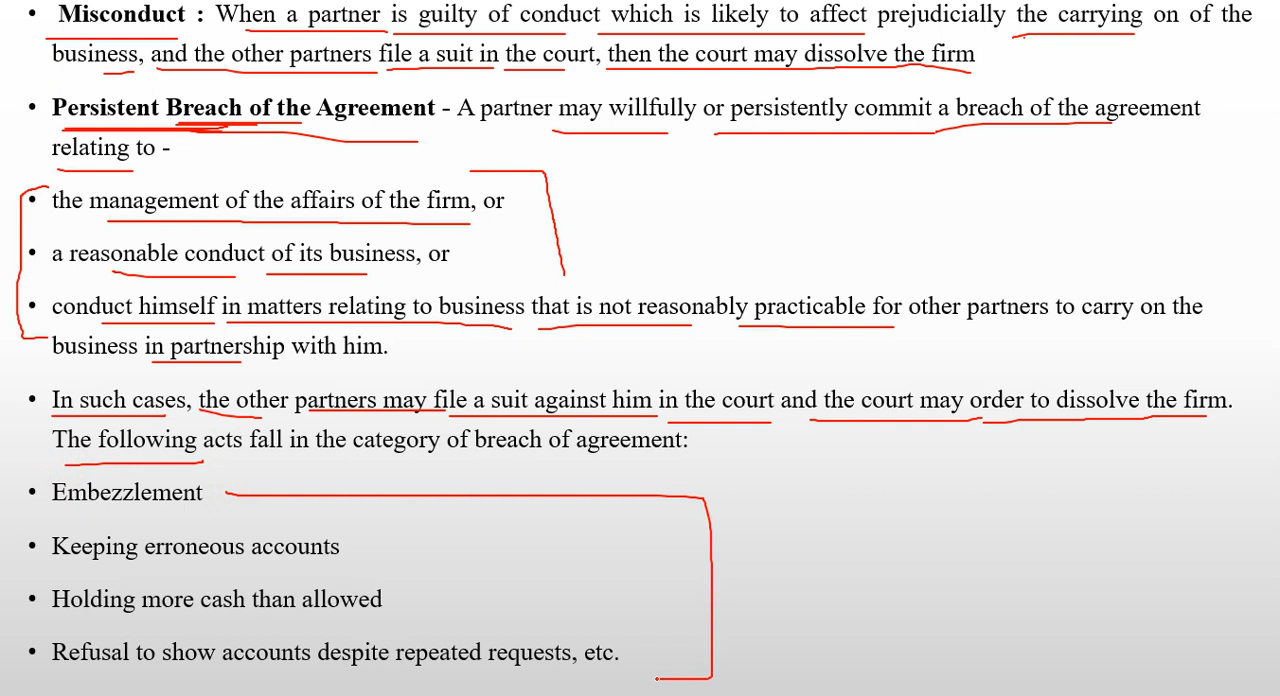 • Misconduct : When a partner is guilty of conduct which is likely to affect prejudicially the carrying on of the
business, and the other partners file a suit in the court, then the court may dissolve the firm
• Persistent Breach of the Agreement - A partner may willfully or persistently commit a breach of the agreement
relating to -
• the management of the affairs of the firm, or
• a reasonable conduct of its business, or
• conduct himself in matters relating to business that is not reasonably practicable for other partners to carry on the
business in partnership with him.
• In such cases, the other partners may file a suit against him in the court and the court may order to dissolve the firm.
The following acts fall in the category of breach of agreement:
• Embezzlement
• Keeping erroneous accounts
• Holding more cash than allowed
• Refusal to show accounts despite repeated requests, etc.